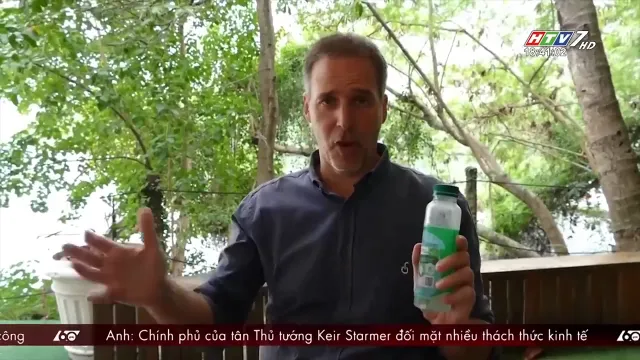 HTV7 HD
công
60
Anh: Chính phủ của tân Thủ tướng Keir Starmer đối mặt nhiều thách thức kinh tế